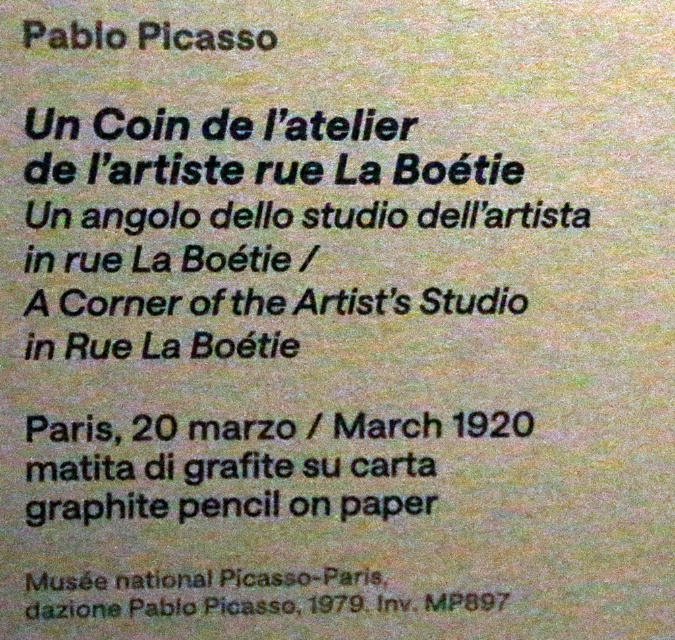 Pablo Picasso
Un Coin de l'atelier
de l'artiste rue La Boétie
Un angolo dello studio dell'artista
in rue La Boétie /
A Corner of the Artist's Studio
in Rue La Boétie
Paris, 20 marzo / March 1920
matita di grafite su carta
graphite pencil on paper
Musée national Picasso-Paris,
dazione Pablo Picasso, 1979. Inv. MP897